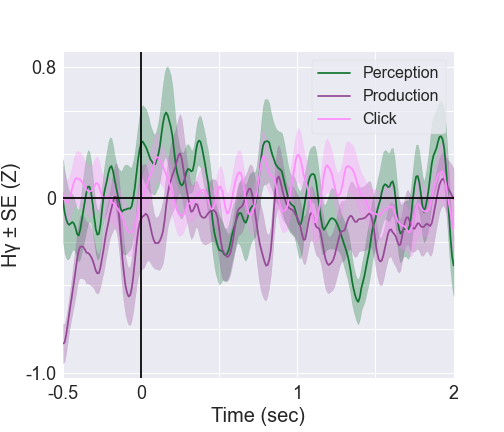 Hγ ± SE (Z)
0.8
0
-1.0
Perception
Production
Click
-0.5
0
1
2
Time (sec)